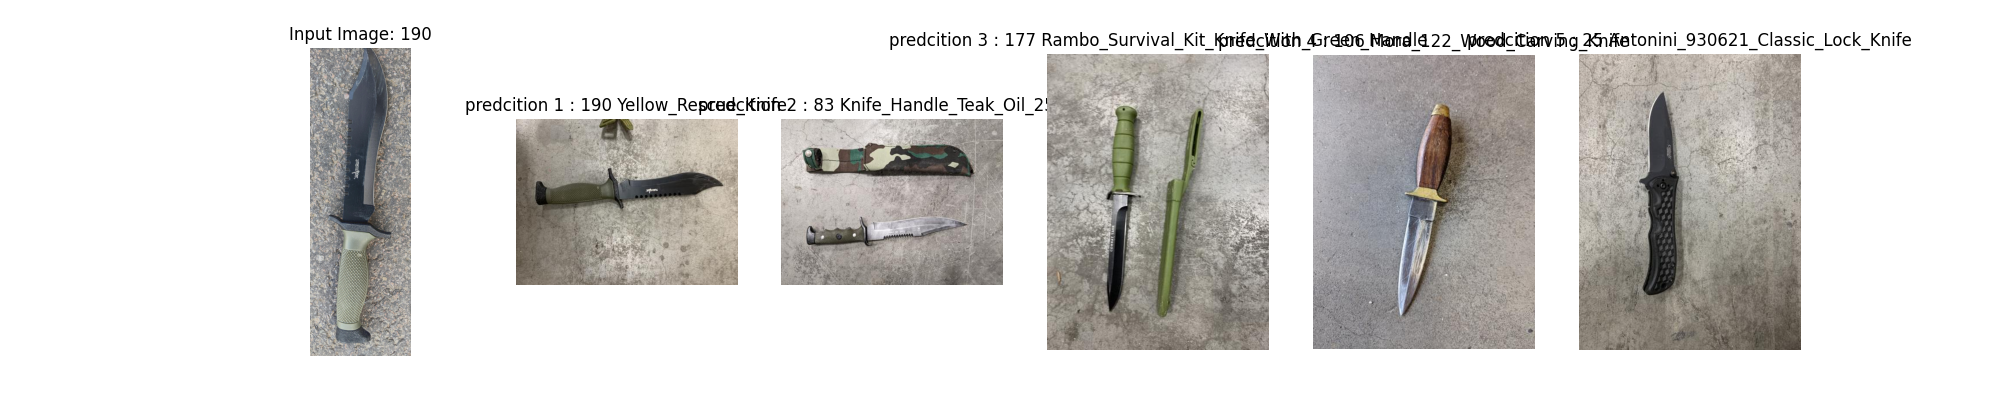 Input Image: 190
predcition 1 : 190 Yellow_Rescue_Knife
predcition 2 : 83 Knife_Handle_Teak_Oil_25
predcition 3 : 177 Rambo_Survival_Kit_Knife_With_Green_Handle
predcition 4 : 106 Mora_122_Wood_Carving_Knife
predcition 5 : 25 Antonini_930621_Classic_Lock_Knife